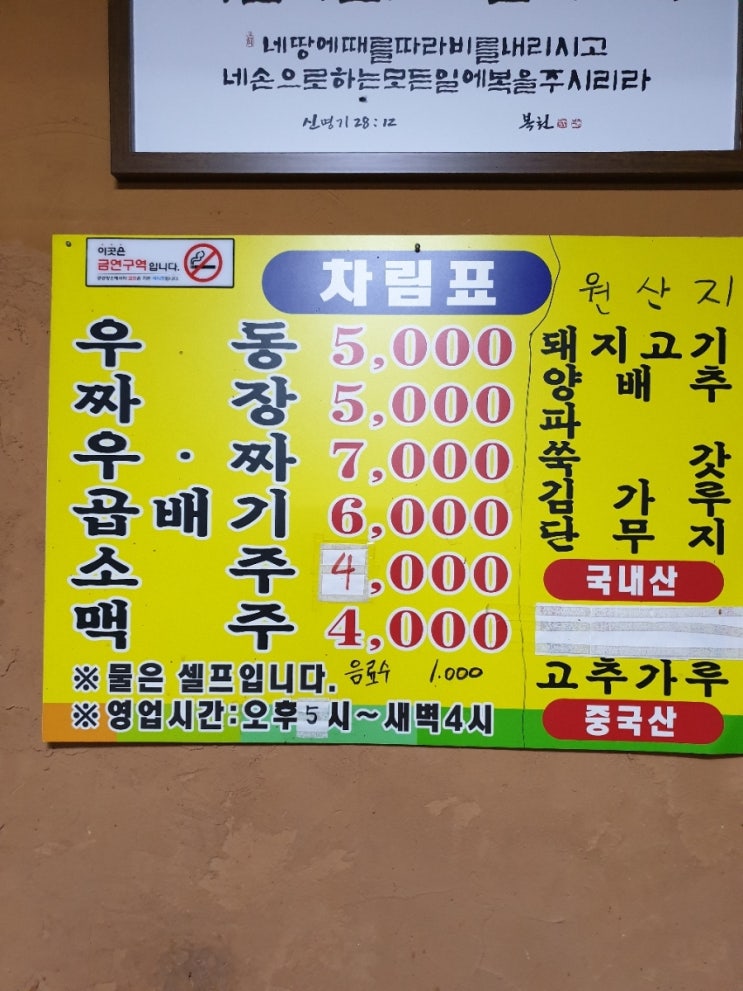 네땅에때를따라비를내리시고
네손으로하는모든일에복을주시리라
신명기 28:12
이곳은
금연구역입니다.
차림표
우동 5,000
짜장 5,000
우·짜 7,000
곱배기 6,000
소주 4,000
맥주 4,000
※물은 셀프입니다. 음료수 1.000
※영업시간:오후5시~새벽4시
원산지
돼지고기
양배추
파
쑥갓
김가루
단무지
국내산
고추가루
중국산